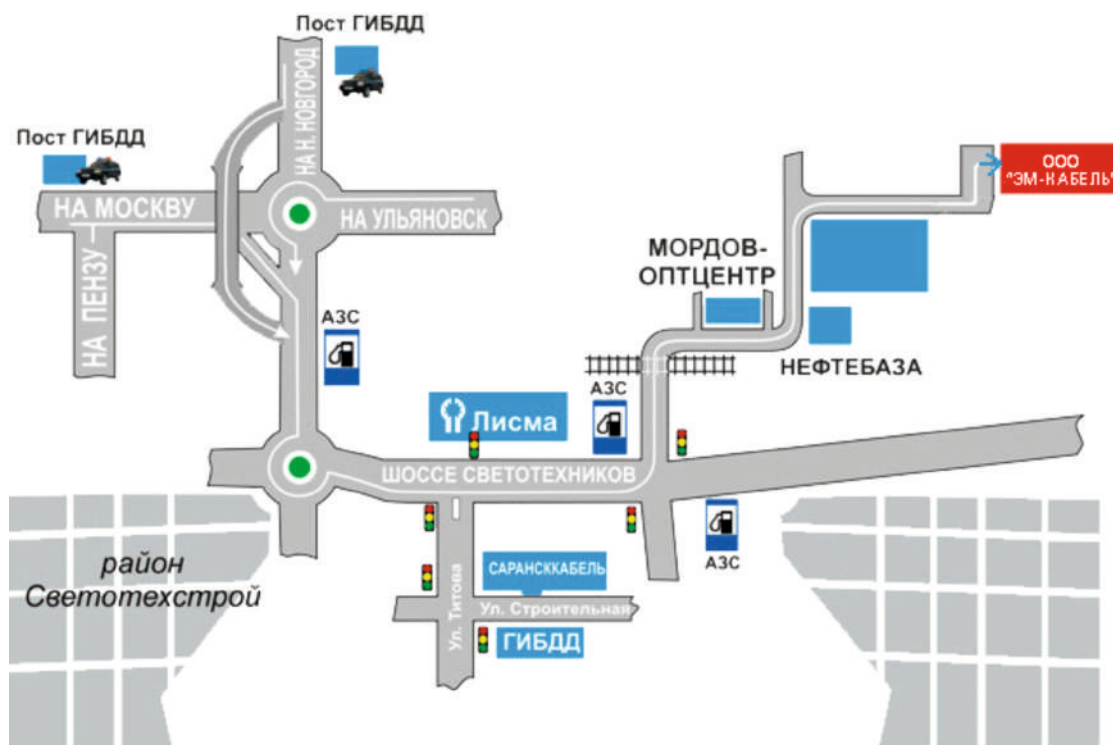 Пост ГИБДД
НА Н. НОВГОРОД
Пост ГИБДД
НА МОСКВУ
НА УЛЬЯНОВСК
НА ПЕНЗУ
ООО
"ЭМ-КАБЕЛЬ"
МОРДОВ-
ОПТЦЕНТР
НЕФТЕБАЗА
АЗС
АЗС
Лисма
ШОССЕ СВЕТОТЕХНИКОВ
АЗС
район
Светотехстрой
САРАНСККАБЕЛЬ
Ул. Титова
Ул. Строительная
ГИБДД